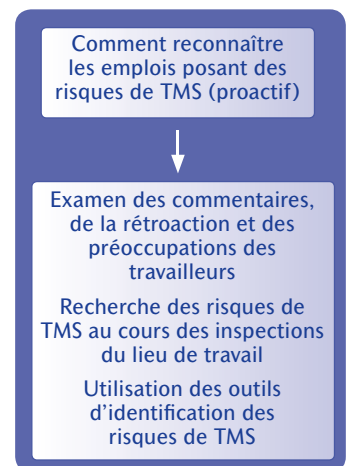 Comment reconnaître
les emplois posant des
risques de TMS (proactif)
Examen des commentaires,
de la rétroaction et des
préoccupations des
travailleurs
Recherche des risques de
TMS au cours des inspections
du lieu de travail
Utilisation des outils
d'identification des
risques de TMS